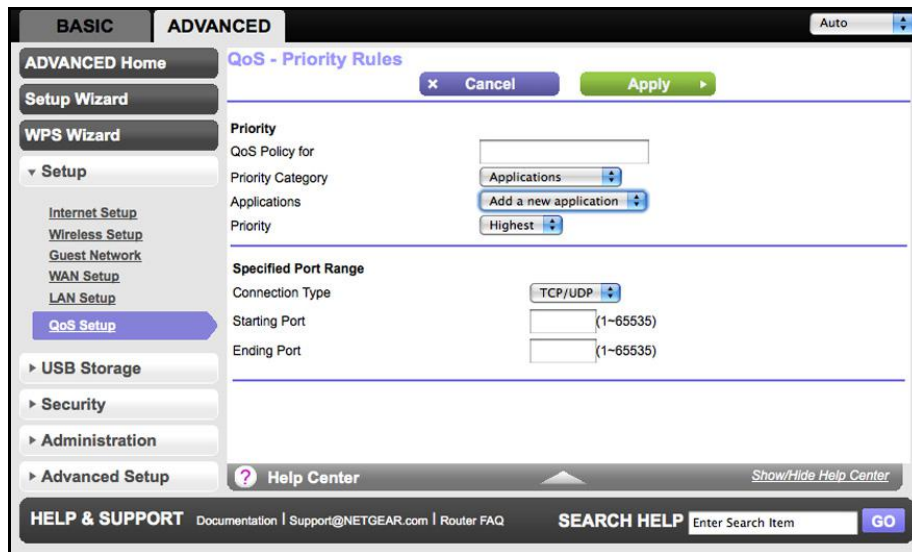 BASIC
ADVANCED
Auto
ADVANCED Home
Setup Wizard
WPS Wizard
Setup
Internet Setup
Wireless Setup
Guest Network
WAN Setup
LAN Setup
QoS Setup
USB Storage
Security
Administration
Advanced Setup
QoS - Priority Rules
× Cancel
Apply
Priority
QoS Policy for
Priority Category Applications
Applications Add a new application
Priority Highest
Specified Port Range
Connection Type TCP/UDP
Starting Port (1~65535)
Ending Port (1~65535)
? Help Center
Show/Hide Help Center
HELP & SUPPORT Documentation | Support@NETGEAR.com | Router FAQ
SEARCH HELP Enter Search Item GO